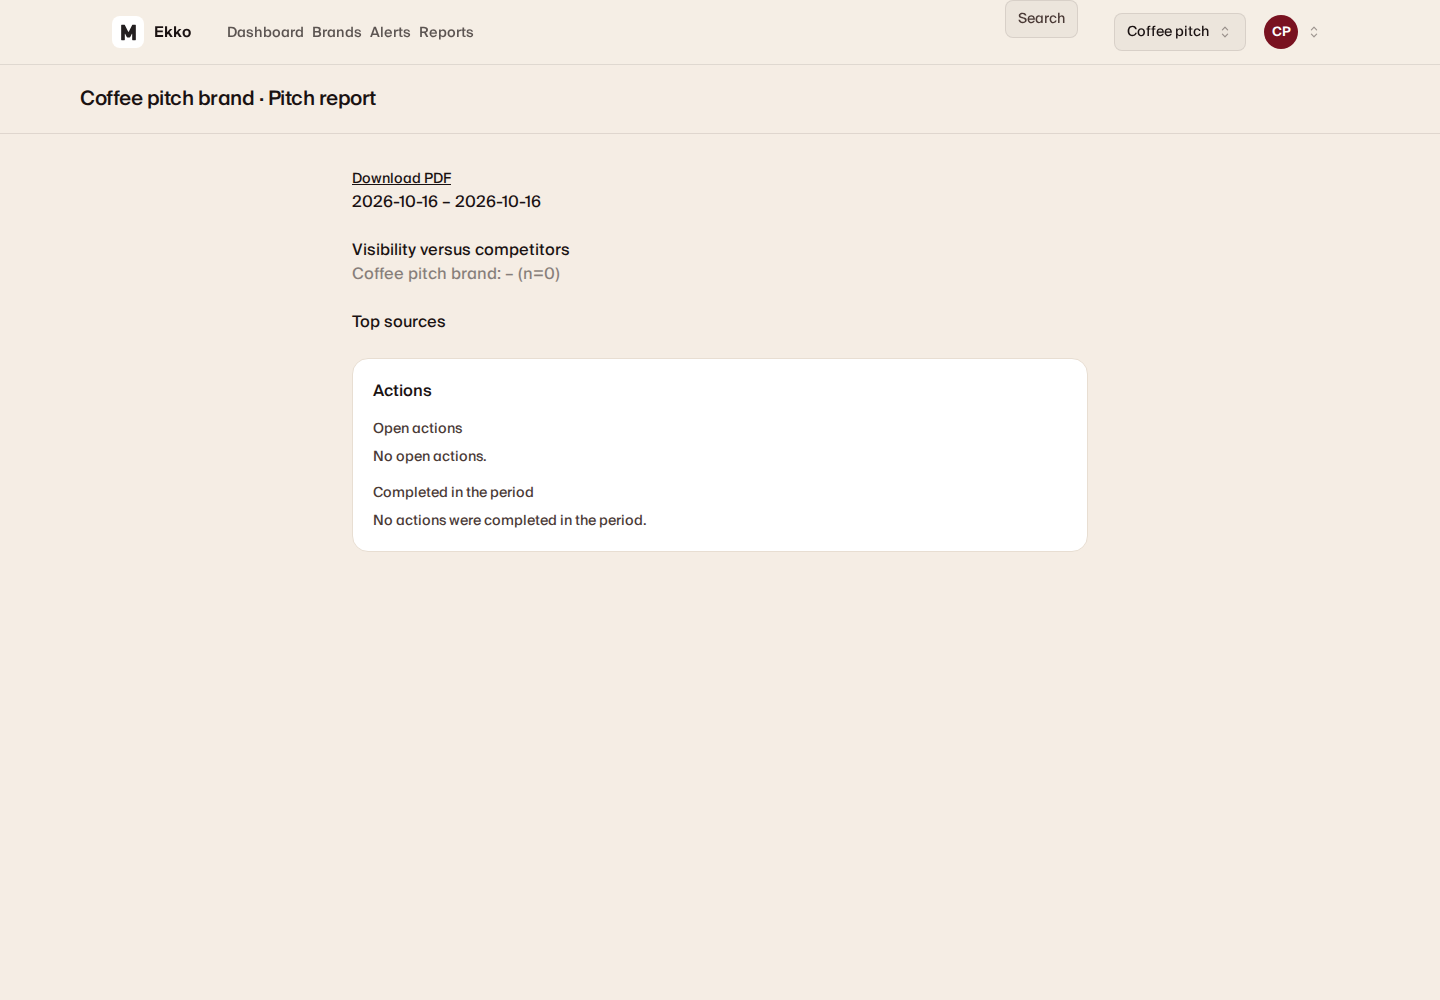 M Ekko Dashboard Brands Alerts Reports Search Coffee pitch CP
Coffee pitch brand · Pitch report
Download PDF
2026-10-16 – 2026-10-16
Visibility versus competitors
Coffee pitch brand: – (n=0)
Top sources
Actions
Open actions
No open actions.
Completed in the period
No actions were completed in the period.